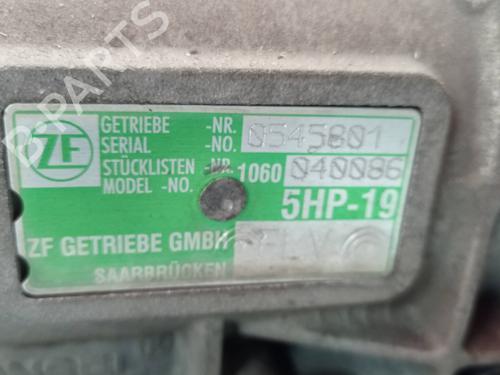 B-PARTS
ZF
GETRIEBE -NR. 0545801
SERIAL -NO.
STÜCKLISTEN -NR. 1060 040086
MODEL -NO.
5HP-19
ZF GETRIEBE GMBH
SAARBRÜCKEN